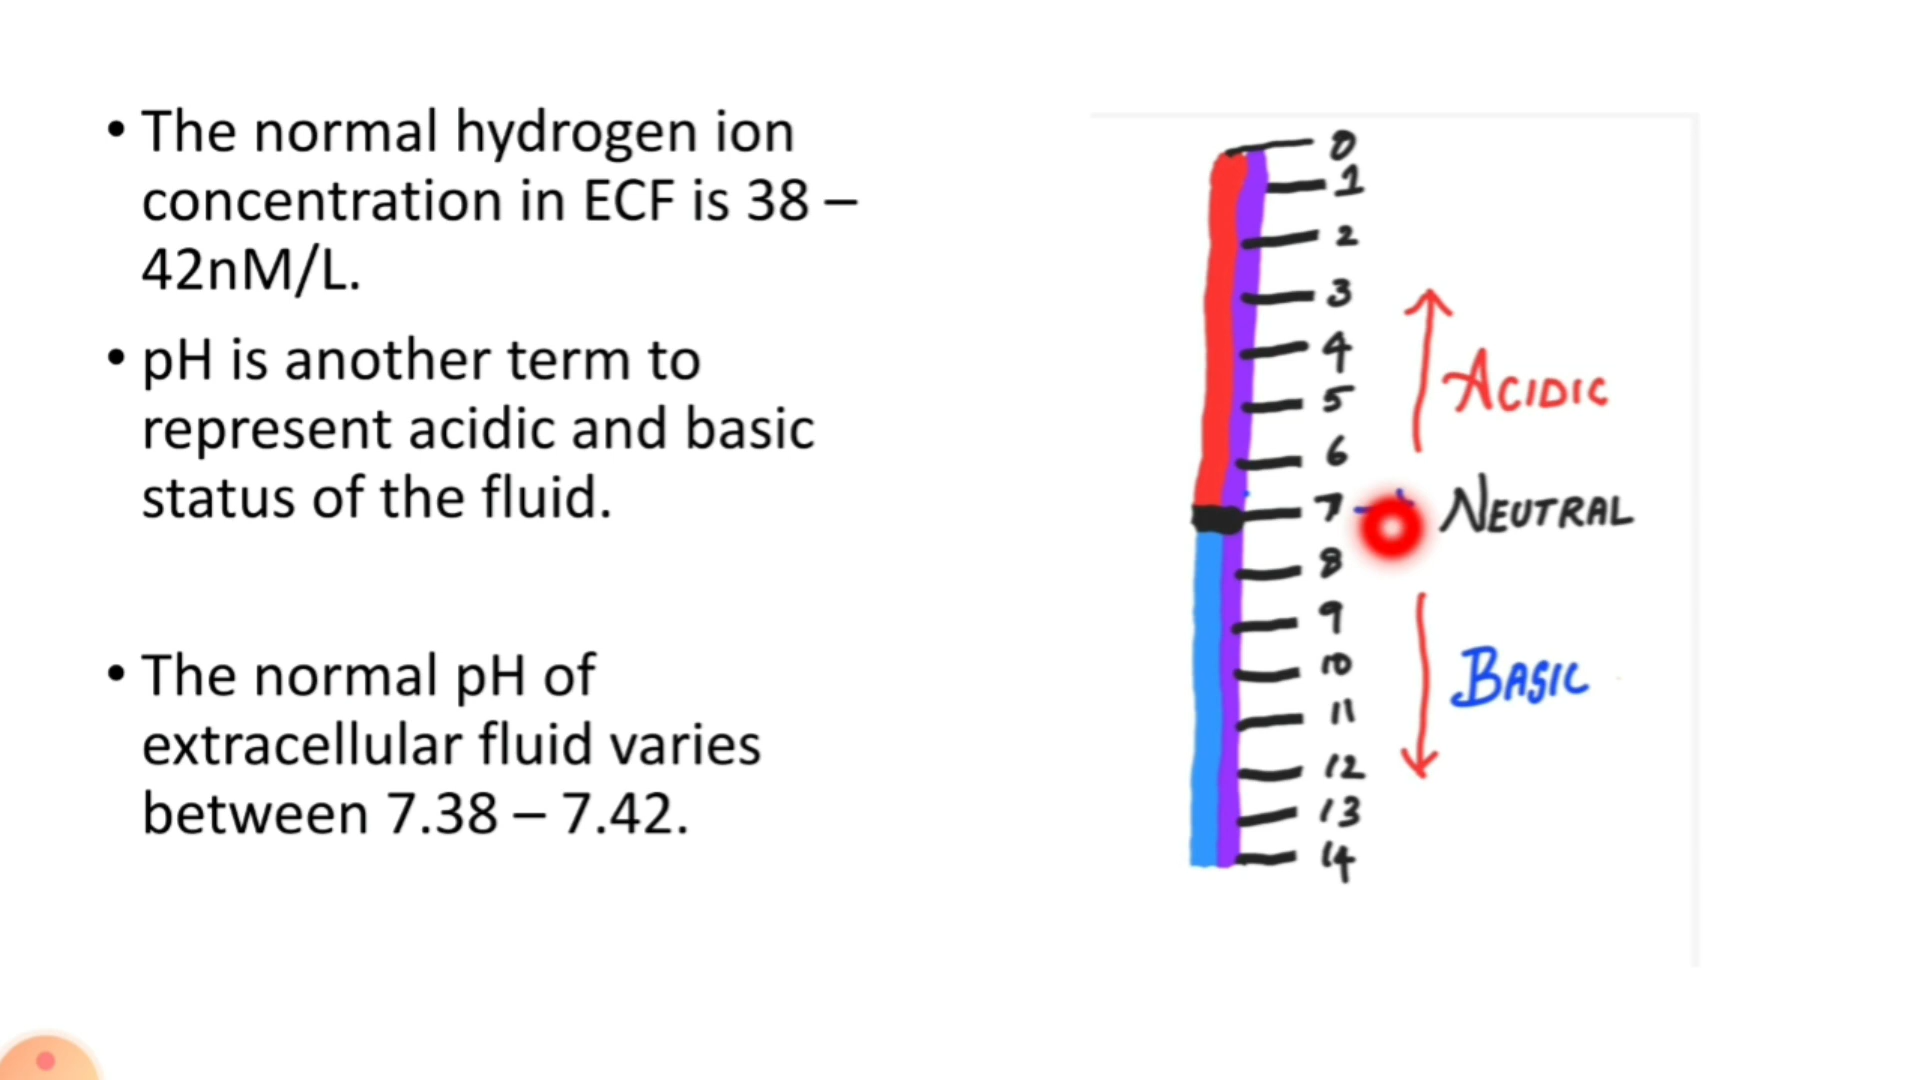 • The normal hydrogen ion
concentration in ECF is 38 –
42nM/L.
• pH is another term to
represent acidic and basic
status of the fluid.
• The normal pH of
extracellular fluid varies
between 7.38 – 7.42.
0
1
2
3
4
5
6
7
8
9
10
11
12
13
14
ACIDIC
NEUTRAL
BASIC